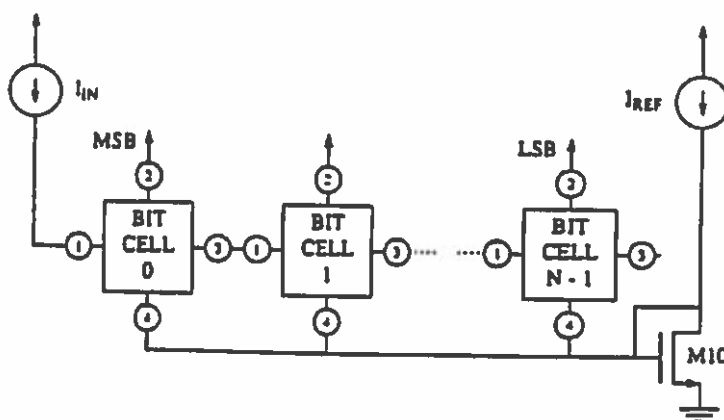 I_IN
I_REF
MSB
LSB
2
2
2
BIT CELL 0
BIT CELL 1
BIT CELL N - 1
1
3
1
3
1
3
4
4
4
M10